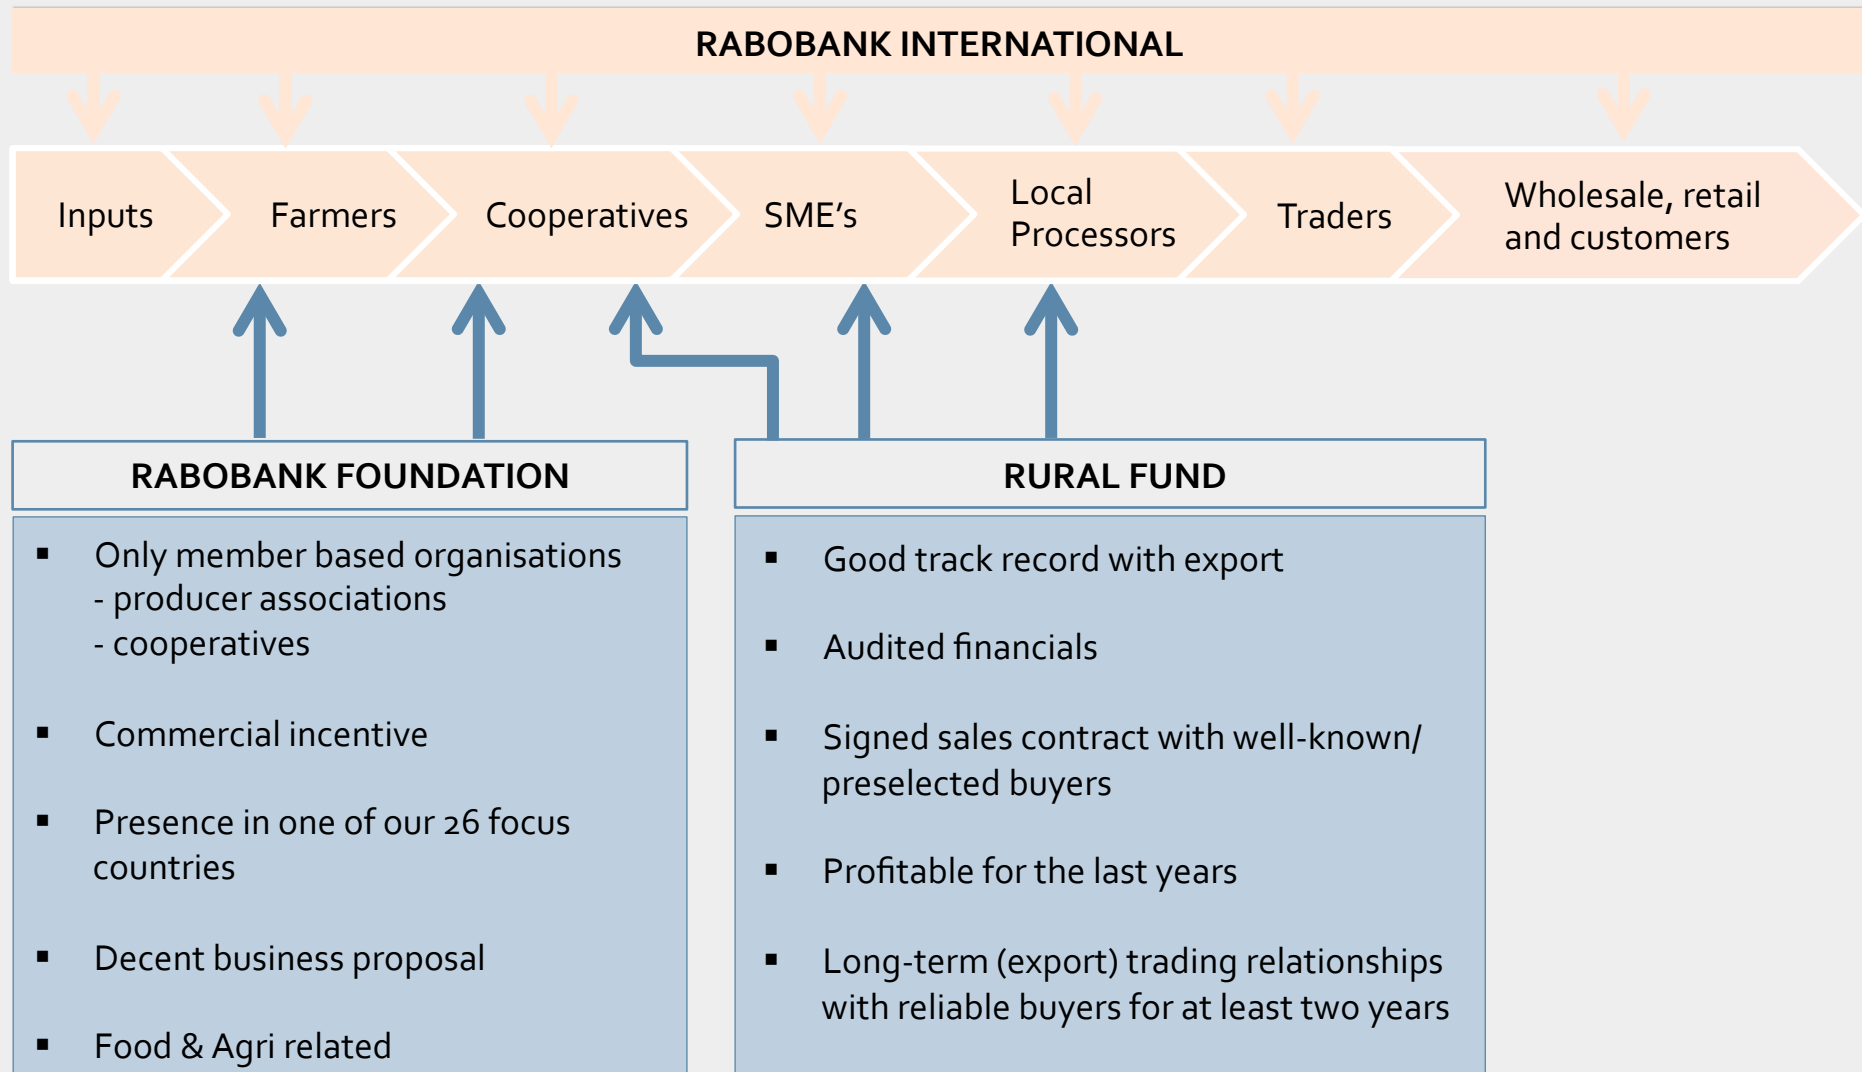 RABOBANK INTERNATIONAL
Inputs
Farmers
Cooperatives
SME's
Local
Processors
Traders
Wholesale, retail
and customers
RABOBANK FOUNDATION
▪ Only member based organisations
- producer associations
- cooperatives
▪ Commercial incentive
▪ Presence in one of our 26 focus
countries
▪ Decent business proposal
▪ Food & Agri related
RURAL FUND
▪ Good track record with export
▪ Audited financials
▪ Signed sales contract with well-known/
preselected buyers
▪ Profitable for the last years
▪ Long-term (export) trading relationships
with reliable buyers for at least two years